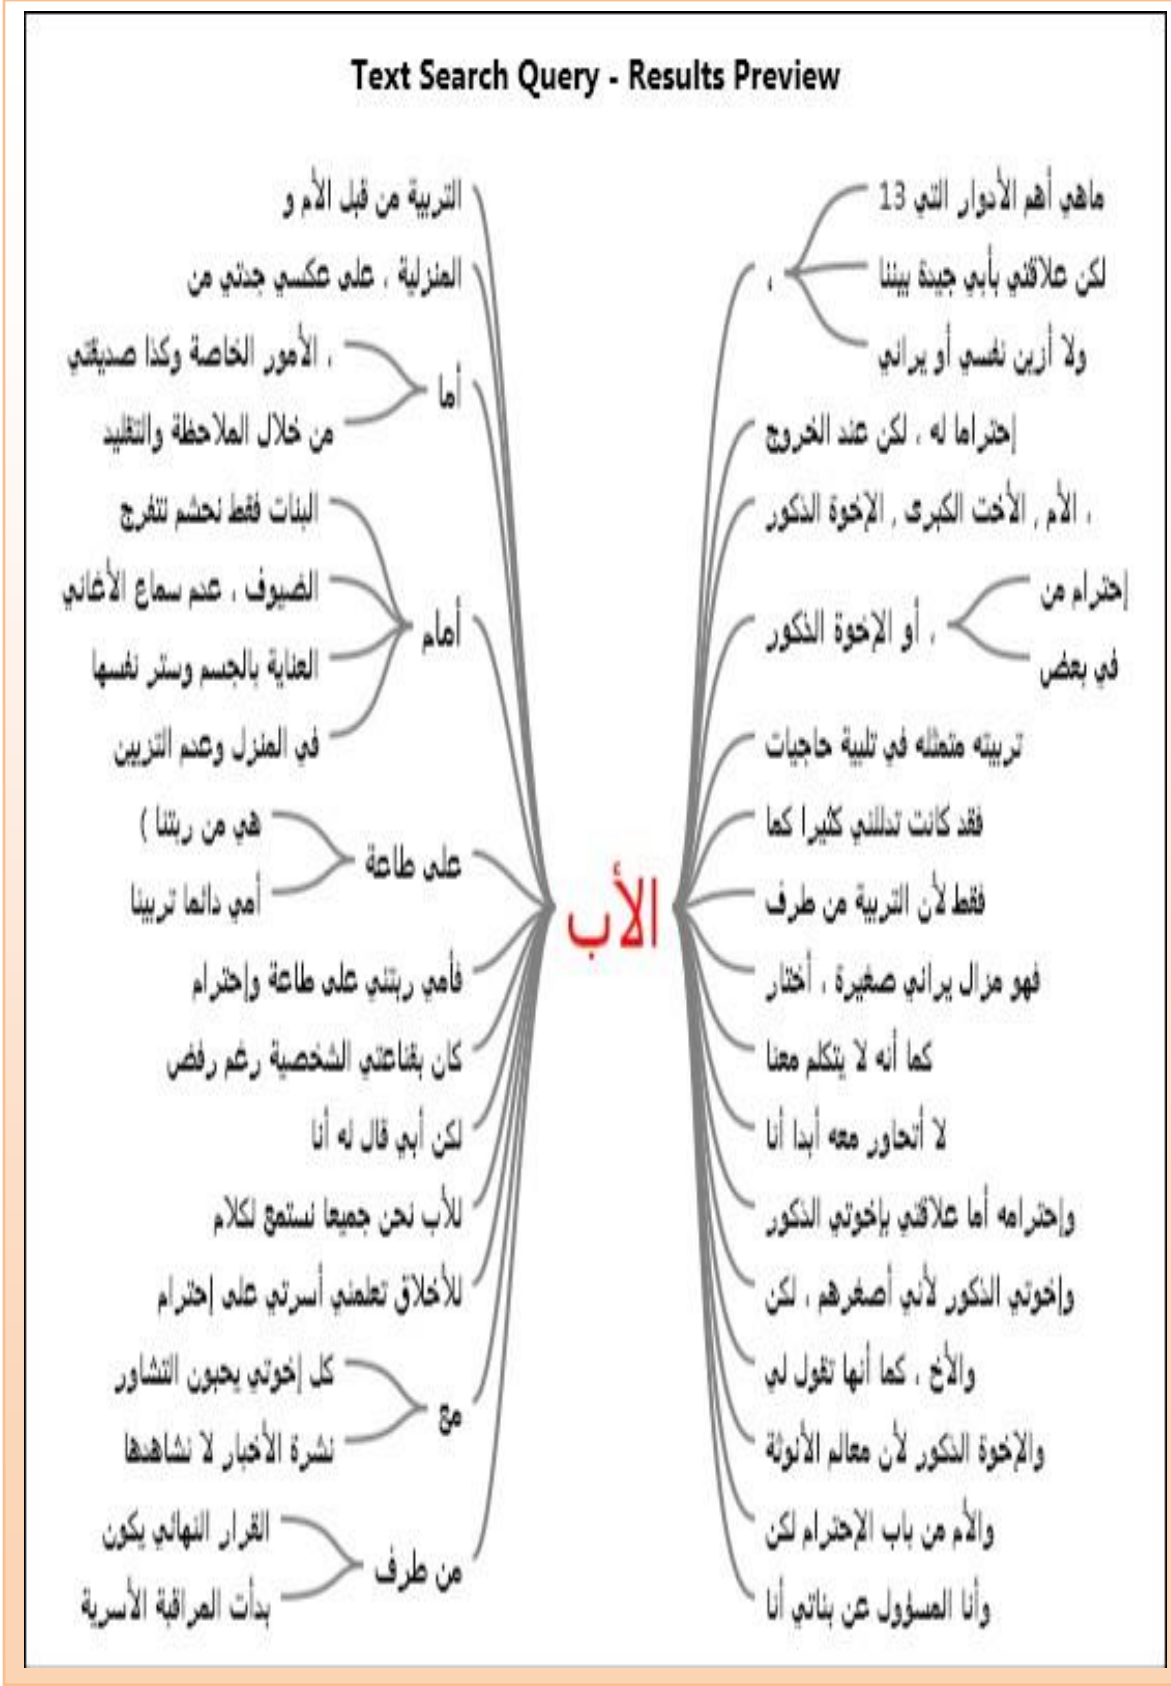 Text Search Query - Results Preview
ماهي أهم الأدوار التي 13
لكن علاقتي بأبي جيدة بيننا
ولا أزين نفسي أو يراني
،
إحتراما له ، لكن عند الخروج
، الأم , الأخت الكبرى , الإخوة الذكور
إحترام من
في بعض
، أو الإخوة الذكور
تربيته متمثله في تلبية حاجيات
فقد كانت تدللني كثيرا كما
فقط لأن التربية من طرف
فهو مزال يراني صغيرة ، أختار
كما أنه لا يتكلم معنا
لا أتحاور معه أبدا أنا
وإحترامه أما علاقتي بإخوتي الذكور
وإخوتي الذكور لأني أصغرهم ، لكن
والأخ ، كما أنها تقول لي
والإخوة الذكور لأن معالم الأنوثة
والأم من باب الإحترام لكن
وأنا المسؤول عن بناتي أنا
الأب
التربية من قبل الأم و
المنزلية ، على عكسي جدتي من
أما
، الأمور الخاصة وكذا صديقتي
من خلال الملاحظة والتقليد
أمام
البنات فقط نحشم نتفرج
الضيوف ، عدم سماع الأغاني
العناية بالجسم وستر نفسها
في المنزل وعدم التزيين
على طاعة
هي من ربتنا )
أمي دائما تربينا
فأمي ربتني على طاعة وإحترام
كان بقناعتي الشخصية رغم رفض
لكن أبي قال له أنا
للأب نحن جميعا نستمع لكلام
للأخلاق تعلمني أسرتي على إحترام
مع
كل إخوتي يحبون التشاور
نشرة الأخبار لا نشاهدها
من طرف
القرار النهائي يكون
بدأت المراقبة الأسرية